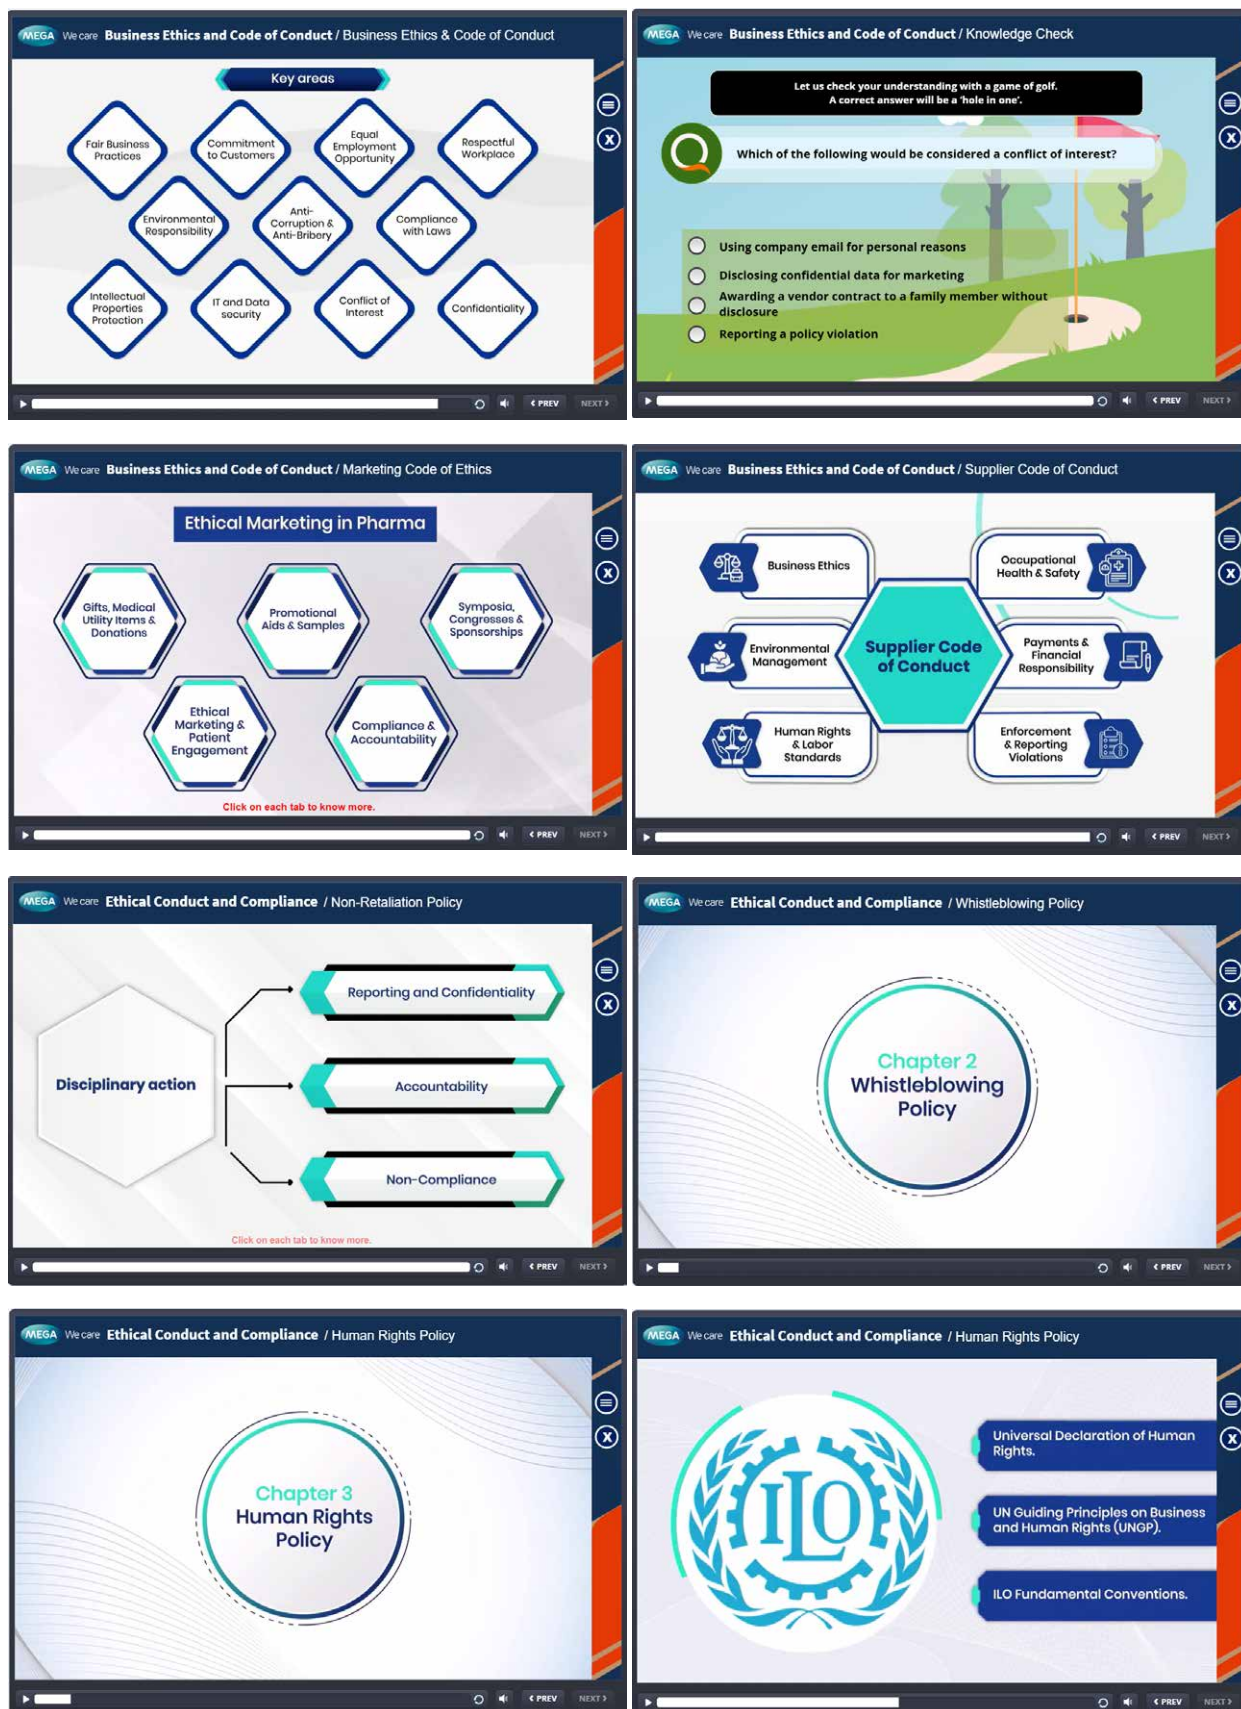 MEGA We care Business Ethics and Code of Conduct / Business Ethics & Code of Conduct
Key areas
Fair Business
Practices
Commitment
to Customers
Equal
Employment
Opportunity
Respectful
Workplace
Environmental
Responsibility
Anti-
Corruption &
Anti-Bribery
Compliance
with Laws
Intellectual
Properties
Protection
IT and Data
security
Conflict of
Interest
Confidentiality
X
PREV
NEXT
MEGA We care Business Ethics and Code of Conduct / Knowledge Check
Let us check your understanding with a game of golf.
A correct answer will be a 'hole in one'.
Q
Which of the following would be considered a conflict of interest?
Using company email for personal reasons
Disclosing confidential data for marketing
Awarding a vendor contract to a family member without
disclosure
Reporting a policy violation
X
PREV
NEXT
MEGA We care Business Ethics and Code of Conduct / Marketing Code of Ethics
Ethical Marketing in Pharma
Gifts, Medical
Utility Items &
Donations
Promotional
Aids & Samples
Symposia,
Congresses &
Sponsorships
Ethical
Marketing &
Patient
Engagement
Compliance &
Accountability
Click on each tab to know more.
X
PREV
NEXT
MEGA We care Business Ethics and Code of Conduct / Supplier Code of Conduct
Business Ethics
Environmental
Management
Human Rights
& Labor
Standards
Supplier Code
of Conduct
Occupational
Health & Safety
Payments &
Financial
Responsibility
Enforcement
& Reporting
Violations
X
PREV
NEXT
MEGA We care Ethical Conduct and Compliance / Non-Retaliation Policy
Disciplinary action
Reporting and Confidentiality
Accountability
Non-Compliance
Click on each tab to know more.
X
PREV
NEXT
MEGA We care Ethical Conduct and Compliance / Whistleblowing Policy
Chapter 2
Whistleblowing
Policy
X
PREV
NEXT
MEGA We care Ethical Conduct and Compliance / Human Rights Policy
Chapter 3
Human Rights
Policy
X
PREV
NEXT
MEGA We care Ethical Conduct and Compliance / Human Rights Policy
ILO
Universal Declaration of Human
Rights.
UN Guiding Principles on Business
and Human Rights (UNGP).
ILO Fundamental Conventions.
X
PREV
NEXT